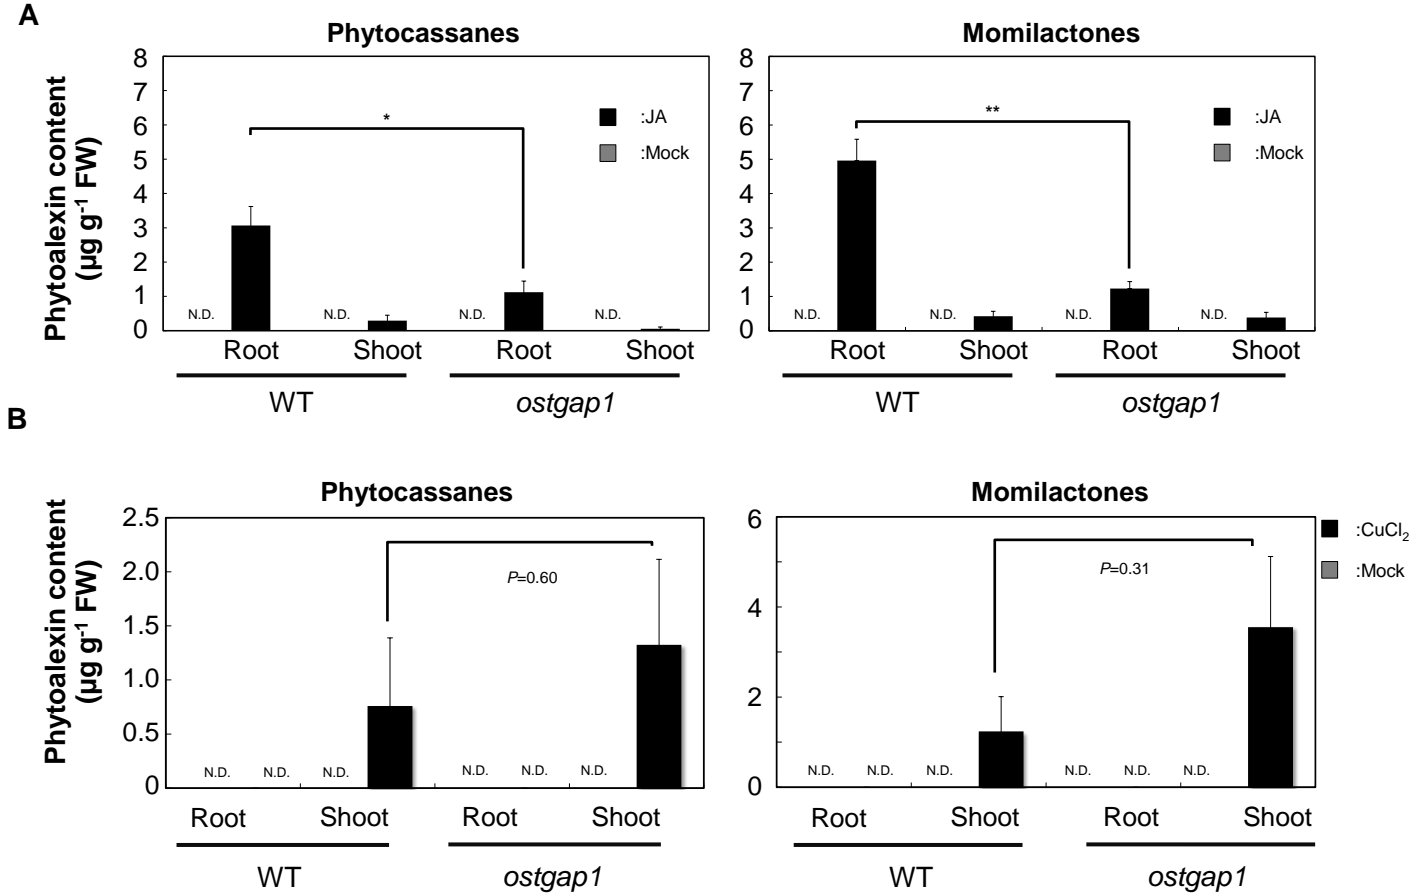 A
Phytocassanes
Momilactones
Phytoalexin content
(µg g⁻¹ FW)
8
7
6
5
4
3
2
1
0
*
:JA
:Mock
N.D.
N.D.
N.D.
N.D.
Root
Shoot
Root
Shoot
WT
ostgap1
8
7
6
5
4
3
2
1
0
**
:JA
:Mock
N.D.
N.D.
N.D.
N.D.
Root
Shoot
Root
Shoot
WT
ostgap1
B
Phytocassanes
Momilactones
Phytoalexin content
(µg g⁻¹ FW)
2.5
2.0
1.5
1.0
0.5
0
P=0.60
N.D.
N.D.
N.D.
N.D.
N.D.
N.D.
Root
Shoot
Root
Shoot
WT
ostgap1
6
4
2
0
P=0.31
:CuCl₂
:Mock
N.D.
N.D.
N.D.
N.D.
N.D.
N.D.
Root
Shoot
Root
Shoot
WT
ostgap1